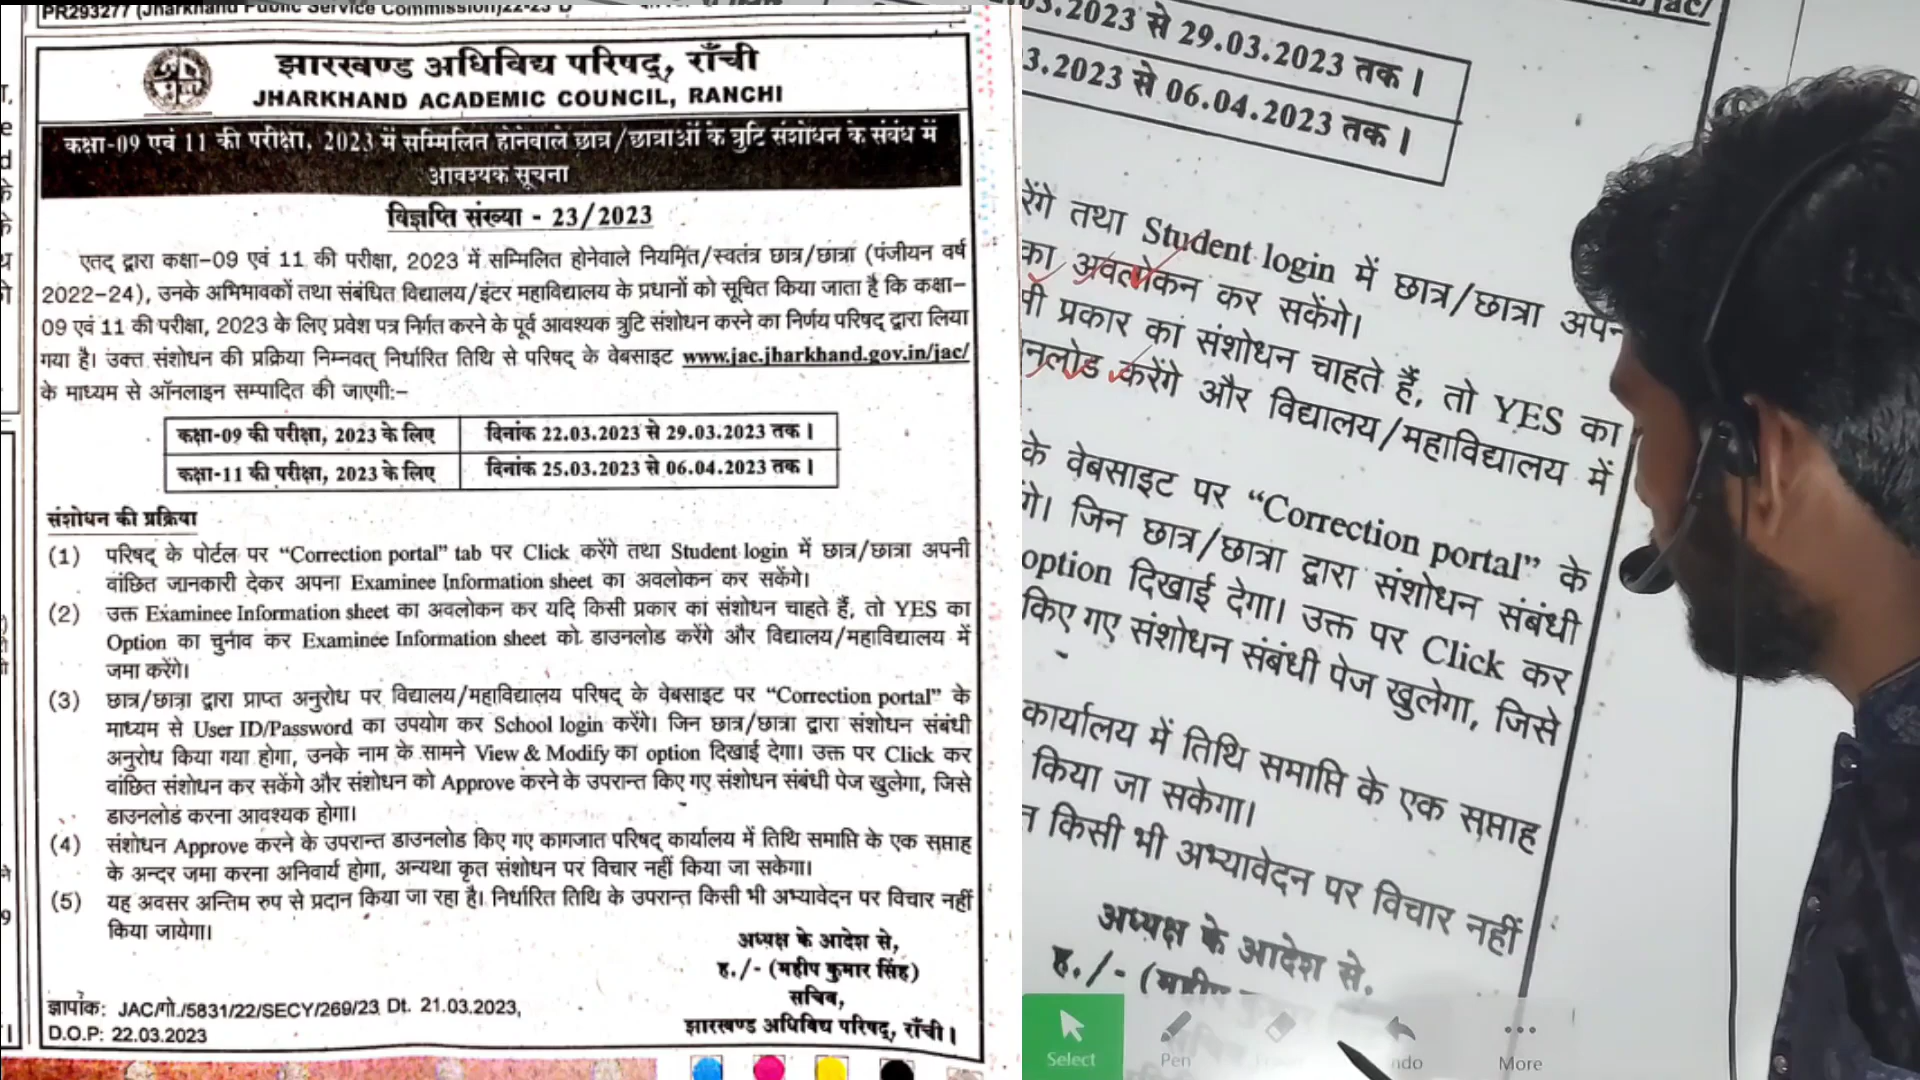 PR293277 (Jharkhand Public Service Commission)22-23 D
झारखण्ड अधिविद्य परिषद्, राँची
JHARKHAND ACADEMIC COUNCIL, RANCHI
कक्षा-09 एवं 11 की परीक्षा, 2023 में सम्मिलित होनेवाले छात्र/छात्राओं के त्रुटि संशोधन के संबंध में
आवश्यक सूचना
विज्ञप्ति संख्या - 23/2023
एतद् द्वारा कक्षा-09 एवं 11 की परीक्षा, 2023 में सम्मिलित होनेवाले नियमित/स्वतंत्र छात्र/छात्रा (पंजीयन वर्ष
2022-24), उनके अभिभावकों तथा संबंधित विद्यालय/इंटर महाविद्यालय के प्रधानों को सूचित किया जाता है कि कक्षा-
09 एवं 11 की परीक्षा, 2023 के लिए प्रवेश पत्र निर्गत करने के पूर्व आवश्यक त्रुटि संशोधन करने का निर्णय परिषद् द्वारा लिया
गया है। उक्त संशोधन की प्रक्रिया निम्नवत् निर्धारित तिथि से परिषद् के वेबसाइट www.jac.jharkhand.gov.in/jac/
के माध्यम से ऑनलाइन सम्पादित की जाएगी:-
कक्षा-09 की परीक्षा, 2023 के लिए दिनांक 22.03.2023 से 29.03.2023 तक।
कक्षा-11 की परीक्षा, 2023 के लिए दिनांक 25.03.2023 से 06.04.2023 तक।
संशोधन की प्रक्रिया
(1) परिषद् के पोर्टल पर “Correction portal” tab पर Click करेंगे तथा Student login में छात्र/छात्रा अपनी
वांछित जानकारी देकर अपना Examinee Information sheet का अवलोकन कर सकेंगे।
(2) उक्त Examinee Information sheet का अवलोकन कर यदि किसी प्रकार का संशोधन चाहते हैं, तो YES का
Option का चुनाव कर Examinee Information sheet को डाउनलोड करेंगे और विद्यालय/महाविद्यालय में
जमा करेंगे।
(3) छात्र/छात्रा द्वारा प्राप्त अनुरोध पर विद्यालय/महाविद्यालय परिषद् के वेबसाइट पर “Correction portal” के
माध्यम से User ID/Password का उपयोग कर School login करेंगे। जिन छात्र/छात्रा द्वारा संशोधन संबंधी
अनुरोध किया गया होगा, उनके नाम के सामने View & Modify का option दिखाई देगा। उक्त पर Click कर
वांछित संशोधन कर सकेंगे और संशोधन को Approve करने के उपरान्त किए गए संशोधन संबंधी पेज खुलेगा, जिसे
डाउनलोड करना आवश्यक होगा।
(4) संशोधन Approve करने के उपरान्त डाउनलोड किए गए कागजात परिषद् कार्यालय में तिथि समाप्ति के एक सप्ताह
के अन्दर जमा करना अनिवार्य होगा, अन्यथा कृत संशोधन पर विचार नहीं किया जा सकेगा।
(5) यह अवसर अन्तिम रुप से प्रदान किया जा रहा है। निर्धारित तिथि के उपरान्त किसी भी अभ्यावेदन पर विचार नहीं
किया जायेगा।
अध्यक्ष के आदेश से,
ह./- (महीप कुमार सिंह)
सचिव,
झारखण्ड अधिविद्य परिषद्, राँची।
ज्ञापांक: JAC/गो./5831/22/SECY/269/23 Dt. 21.03.2023,
D.O.P: 22.03.2023
jac/
03.2023 से 29.03.2023 तक।
3.2023 से 06.04.2023 तक।
रेंगे तथा Student login में छात्र/छात्रा अपन
का अवलोकन कर सकेंगे।
प्रकार का संशोधन चाहते हैं, तो YES का
नलोड करेंगे और विद्यालय/महाविद्यालय में
के वेबसाइट पर “Correction portal” के
गे। जिन छात्र/छात्रा द्वारा संशोधन संबंधी
option दिखाई देगा। उक्त पर Click कर
किए गए संशोधन संबंधी पेज खुलेगा, जिसे
कार्यालय में तिथि समाप्ति के एक सप्ताह
किया जा सकेगा।
किसी भी अभ्यावेदन पर विचार नहीं
अध्यक्ष के आदेश से,
ह./- (महीप
Select Pen ndo More